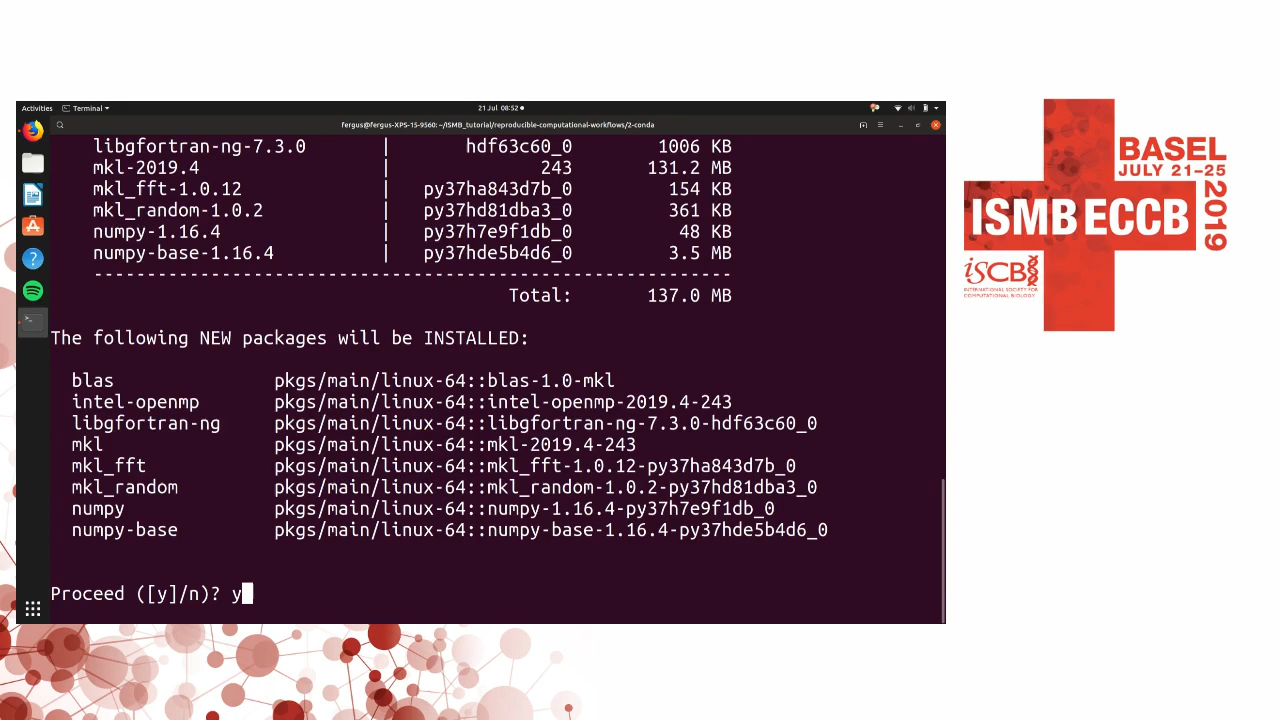 Activities Terminal 21 Jul 08:52
fergus@fergus-XPS-15-9560: ~/ISMB_tutorial/reproducible-computational-workflows/2-conda
libgfortran-ng-7.3.0 | hdf63c60_0 1006 KB
mkl-2019.4 | 243 131.2 MB
mkl_fft-1.0.12 | py37ha843d7b_0 154 KB
mkl_random-1.0.2 | py37hd81dba3_0 361 KB
numpy-1.16.4 | py37h7e9f1db_0 48 KB
numpy-base-1.16.4 | py37hde5b4d6_0 3.5 MB
------------------------------------------------------------
Total: 137.0 MB
The following NEW packages will be INSTALLED:
blas pkgs/main/linux-64::blas-1.0-mkl
intel-openmp pkgs/main/linux-64::intel-openmp-2019.4-243
libgfortran-ng pkgs/main/linux-64::libgfortran-ng-7.3.0-hdf63c60_0
mkl pkgs/main/linux-64::mkl-2019.4-243
mkl_fft pkgs/main/linux-64::mkl_fft-1.0.12-py37ha843d7b_0
mkl_random pkgs/main/linux-64::mkl_random-1.0.2-py37hd81dba3_0
numpy pkgs/main/linux-64::numpy-1.16.4-py37h7e9f1db_0
numpy-base pkgs/main/linux-64::numpy-base-1.16.4-py37hde5b4d6_0
Proceed ([y]/n)? y
BASEL
JULY 21–25
2019
ISMB ECCB
ISCB
INTERNATIONAL SOCIETY FOR
COMPUTATIONAL BIOLOGY